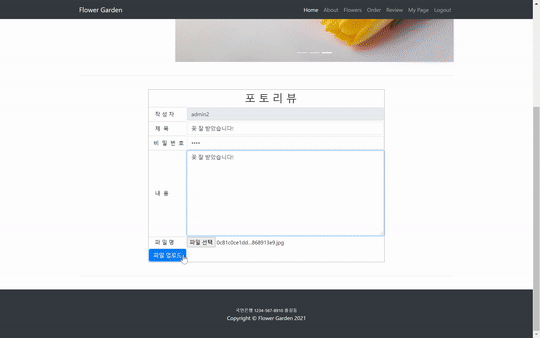 Flower Garden
Home About Flowers Order Review My Page Logout
포 토 리 뷰
작 성 자 admin2
제 목 꽃 잘 받았습니다!
비 밀 번 호 ••••
내 용 꽃 잘 받았습니다!
파 일 명 파일 선택 0c81c0ce1dd...868913e9.jpg
파일 업로드
국민은행 1234-567-8910 홍길동
Copyright © Flower Garden 2021